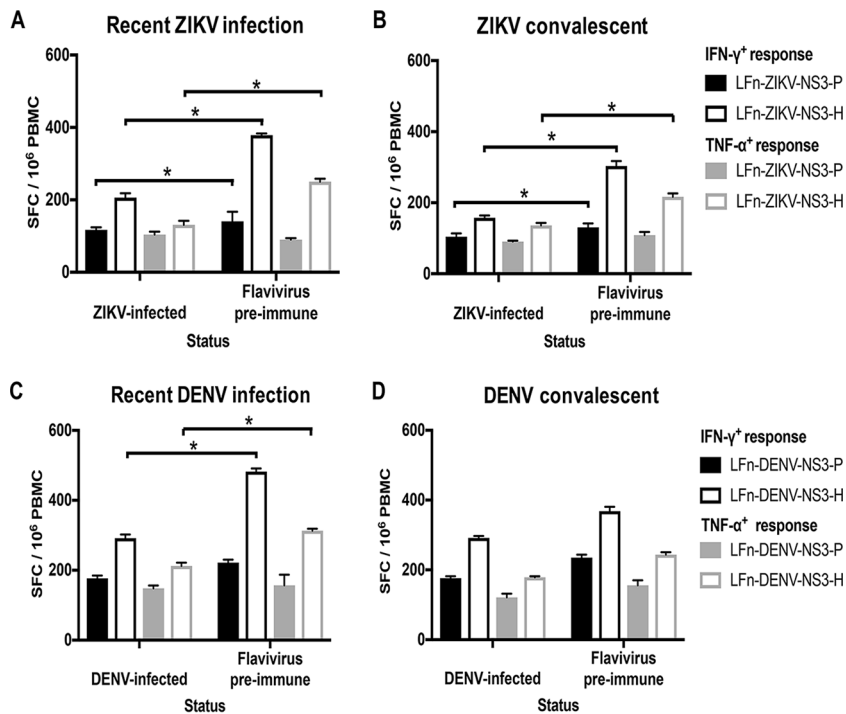 A
Recent ZIKV infection
SFC / 10⁶ PBMC
600
400
200
0
*
*
*
ZIKV-infected
Flavivirus
pre-immune
Status
B
ZIKV convalescent
600
400
200
0
*
*
*
ZIKV-infected
Flavivirus
pre-immune
Status
IFN-γ⁺ response
LFn-ZIKV-NS3-P
LFn-ZIKV-NS3-H
TNF-α⁺ response
LFn-ZIKV-NS3-P
LFn-ZIKV-NS3-H
C
Recent DENV infection
SFC / 10⁶ PBMC
600
400
200
0
*
*
DENV-infected
Flavivirus
pre-immune
Status
D
DENV convalescent
SFC / 10⁶ PBMC
600
400
200
0
DENV-infected
Flavivirus
pre-immune
Status
IFN-γ⁺ response
LFn-DENV-NS3-P
LFn-DENV-NS3-H
TNF-α⁺ response
LFn-DENV-NS3-P
LFn-DENV-NS3-H